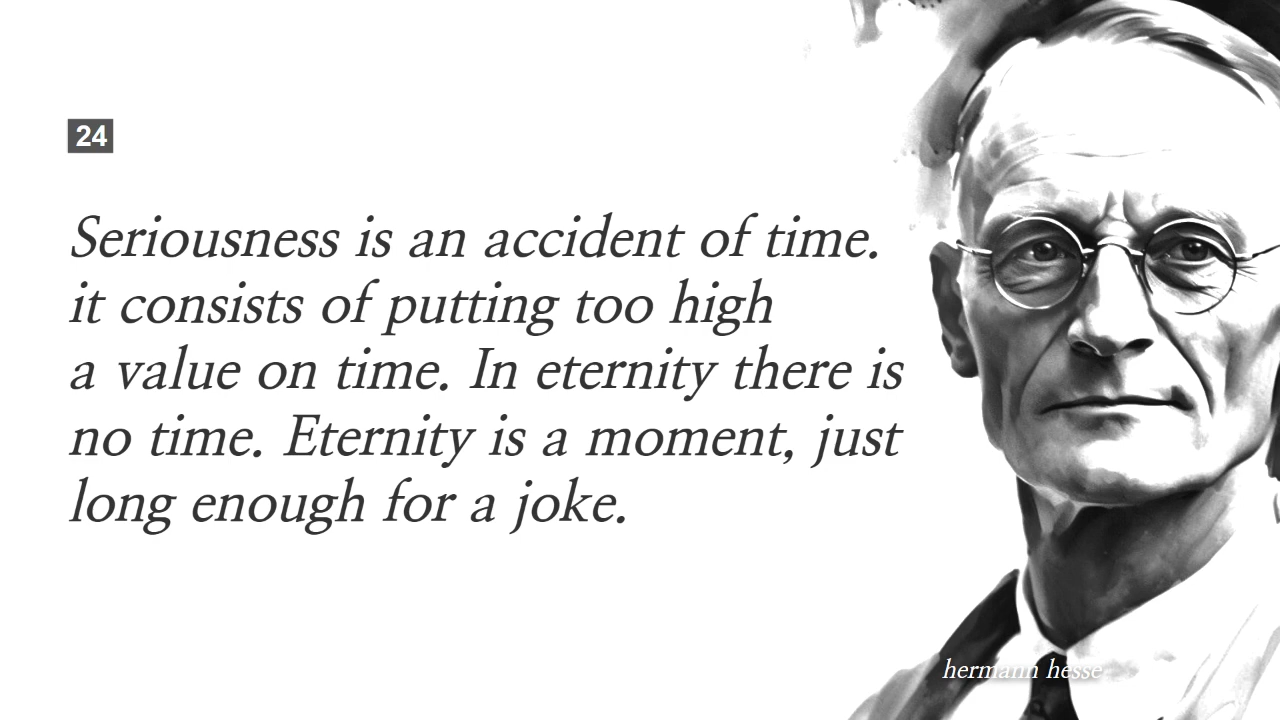 24
Seriousness is an accident of time.
it consists of putting too high
a value on time. In eternity there is
no time. Eternity is a moment, just
long enough for a joke.
hermann hesse